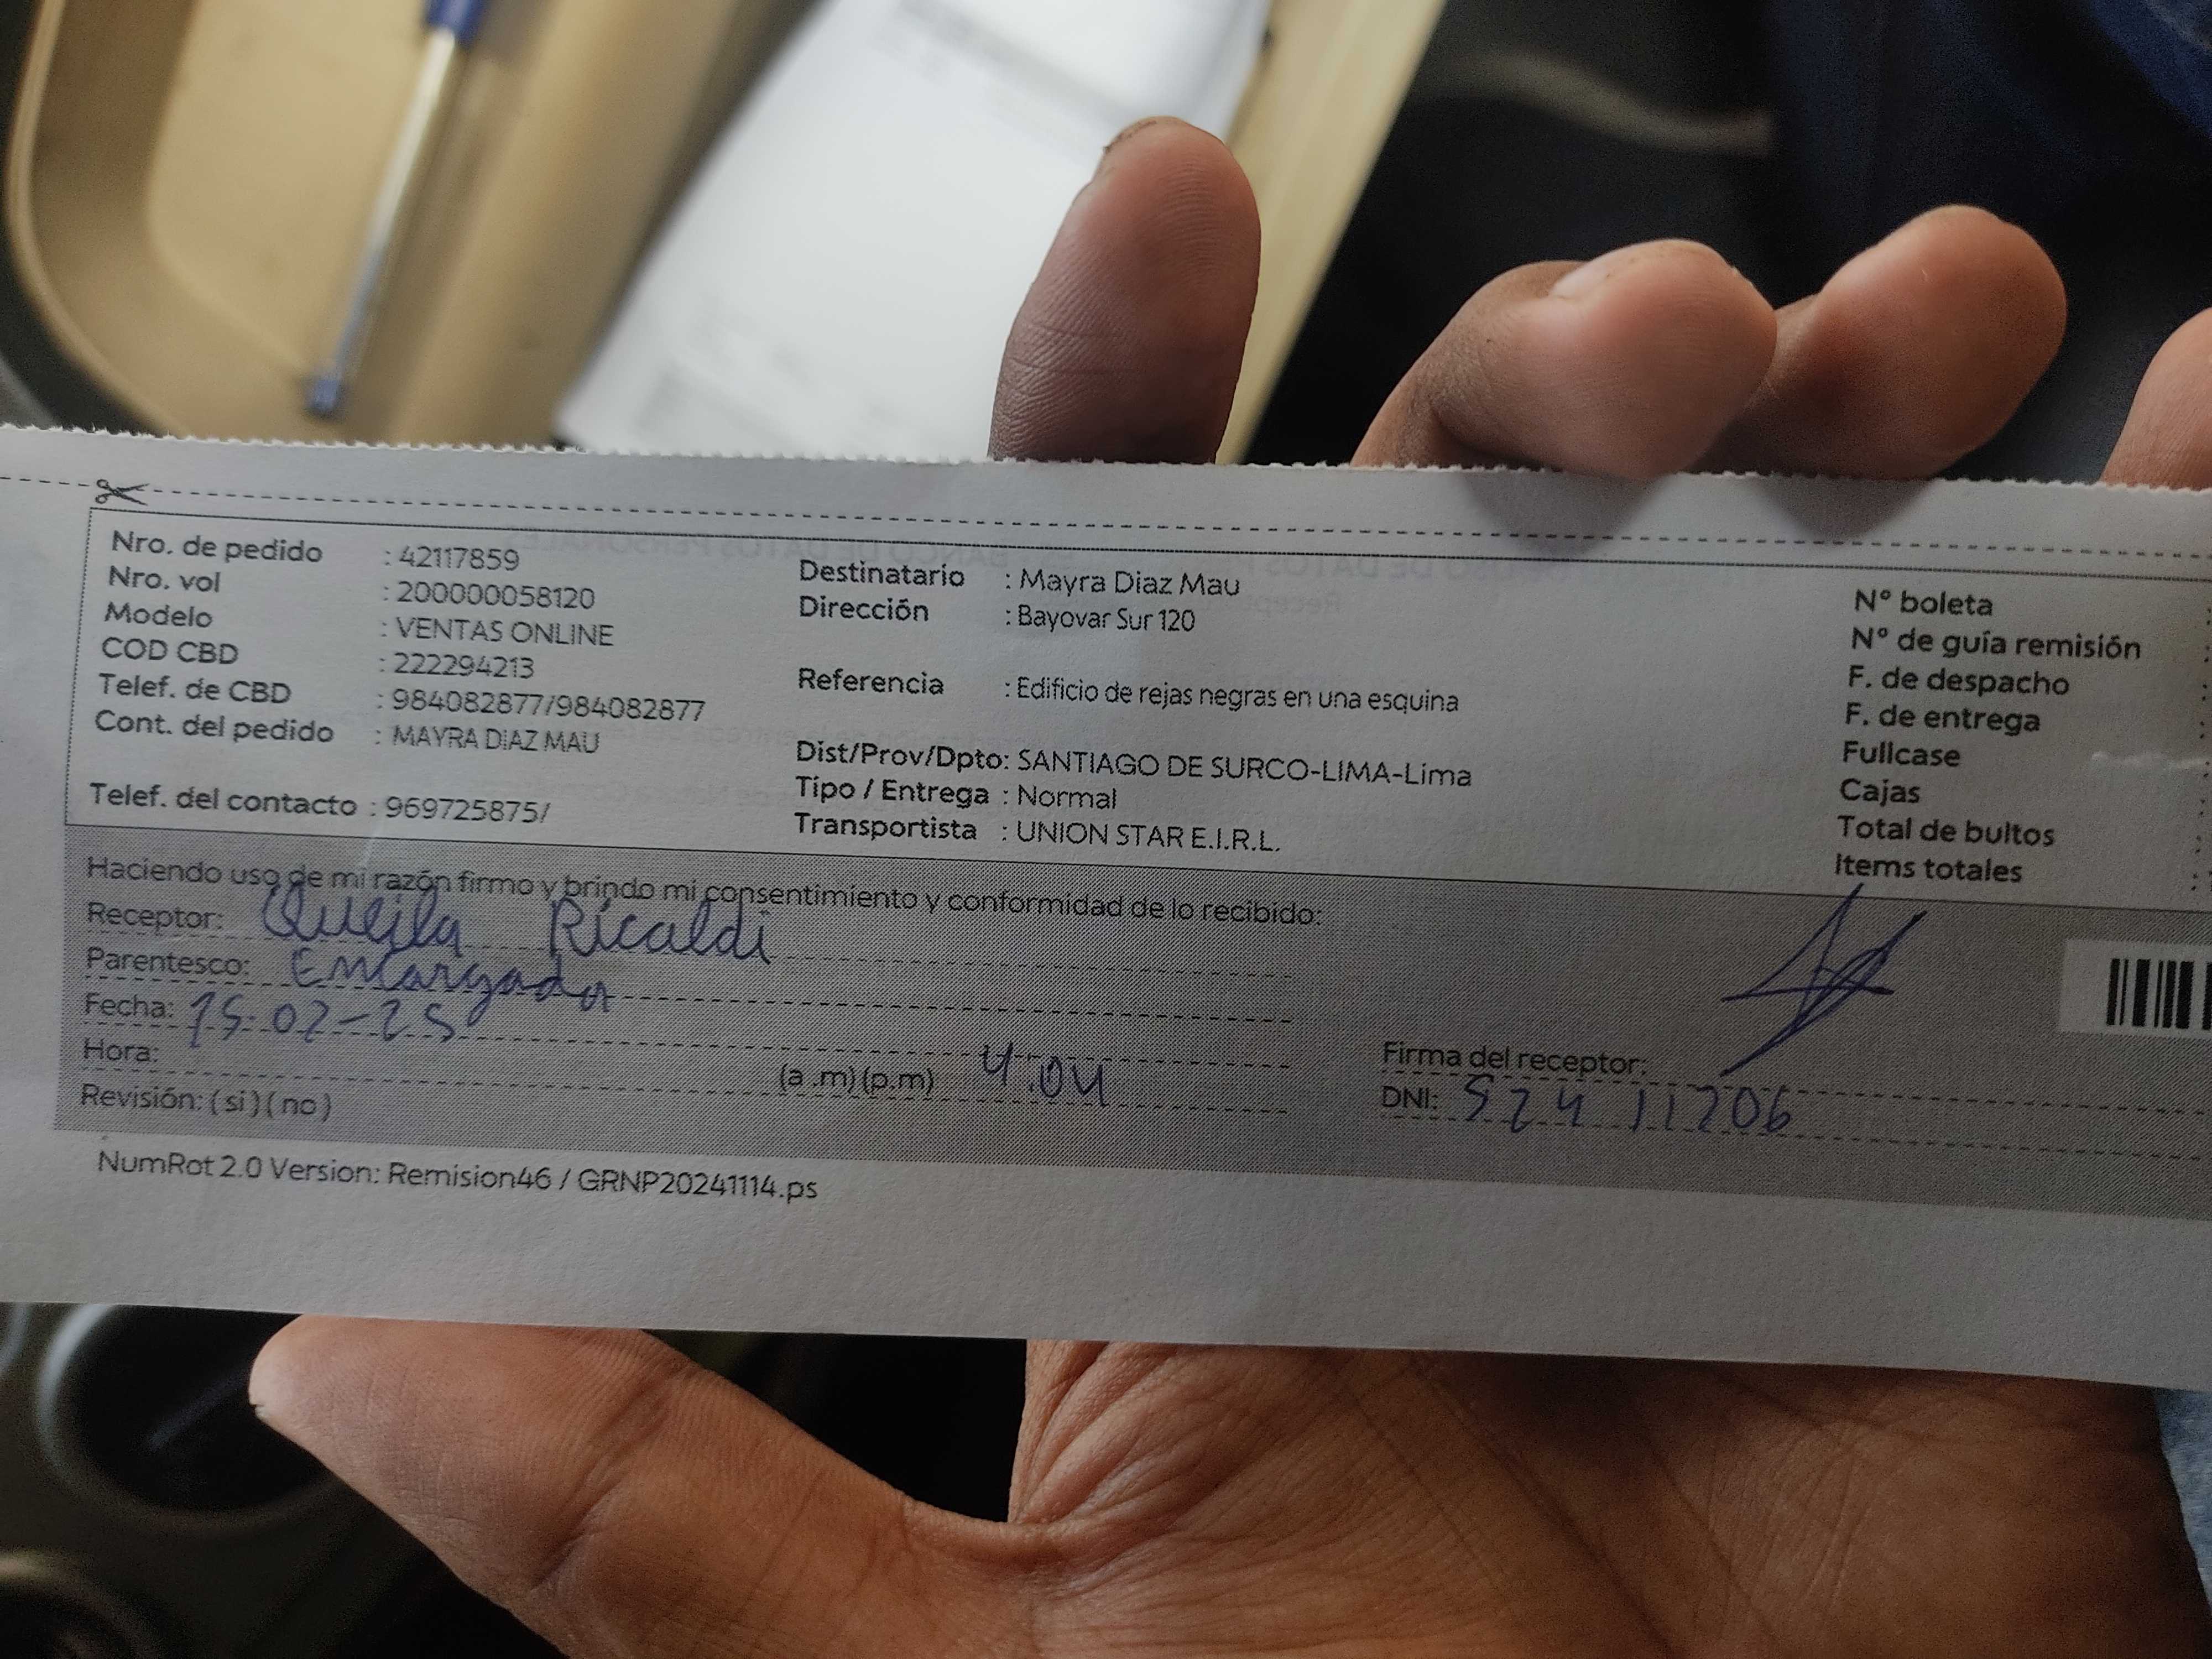 Nro. de pedido : 42117859
Nro. vol : 200000058120
Modelo : VENTAS ONLINE
COD CBD : 222294213
Telef. de CBD : 984082877/984082877
Cont. del pedido : MAYRA DIAZ MAU
Telef. del contacto : 969725875/
Destinatario : Mayra Diaz Mau
Dirección : Bayovar Sur 120
Referencia : Edificio de rejas negras en una esquina
Dist/Prov/Dpto: SANTIAGO DE SURCO-LIMA-Lima
Tipo / Entrega : Normal
Transportista : UNION STAR E.I.R.L.
N° boleta :
N° de guía remisión :
F. de despacho :
F. de entrega :
Fullcase :
Cajas :
Total de bultos :
Items totales :
Haciendo uso de mi razón firmo y brindo mi consentimiento y conformidad de lo recibido:
Receptor: Ricaldi
Parentesco: Encargada
Fecha: 15-02-25
Hora: (a .m)(p.m) 4:04
Revisión: (si)(no)
Firma del receptor:
DNI: 52411206
NumRot 2.0 Version: Remision46 / GRNP20241114.ps